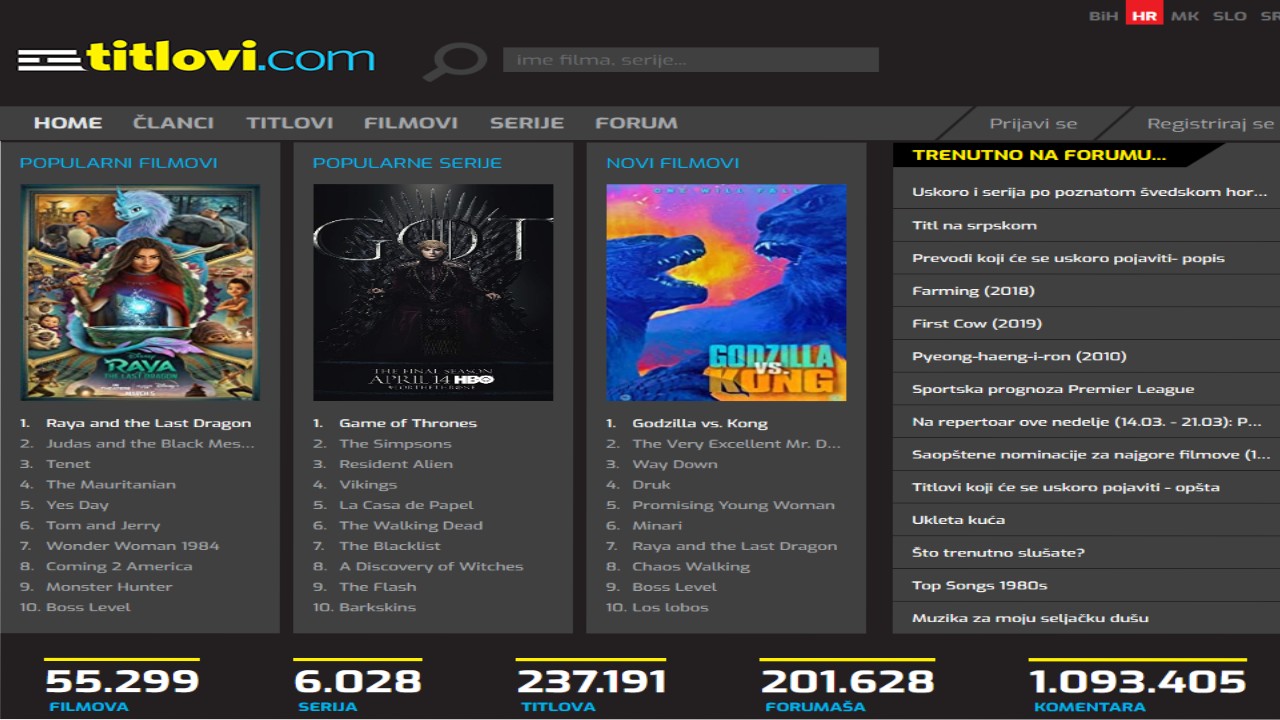 BiH HR MK SLO SR
titlovi.com
ime filma, serije...
HOME ČLANCI TITLOVI FILMOVI SERIJE FORUM
Prijavi se Registriraj se
POPULARNI FILMOVI
Disney
RAYA
AND
THE LAST DRAGON
MARCH 5
1. Raya and the Last Dragon
2. Judas and the Black Mes...
3. Tenet
4. The Mauritanian
5. Yes Day
6. Tom and Jerry
7. Wonder Woman 1984
8. Coming 2 America
9. Monster Hunter
10. Boss Level
POPULARNE SERIJE
GOT
THE FINAL SEASON
APRIL 14 HBO
#FORTHETHRONE
1. Game of Thrones
2. The Simpsons
3. Resident Alien
4. Vikings
5. La Casa de Papel
6. The Walking Dead
7. The Blacklist
8. A Discovery of Witches
9. The Flash
10. Barkskins
NOVI FILMOVI
ONE WILL FALL
GODZILLA
VS.
KONG
1. Godzilla vs. Kong
2. The Very Excellent Mr. D...
3. Way Down
4. Druk
5. Promising Young Woman
6. Minari
7. Raya and the Last Dragon
8. Chaos Walking
9. Boss Level
10. Los lobos
TRENUTNO NA FORUMU...
Uskoro i serija po poznatom švedskom hor...
Titl na srpskom
Prevodi koji će se uskoro pojaviti- popis
Farming (2018)
First Cow (2019)
Pyeong-haeng-i-ron (2010)
Sportska prognoza Premier League
Na repertoar ove nedelje (14.03. - 21.03): P...
Saopštene nominacije za najgore filmove (1...
Titlovi koji će se uskoro pojaviti - opšta
Ukleta kuća
Što trenutno slušate?
Top Songs 1980s
Muzika za moju seljačku dušu
55.299
FILMOVA
6.028
SERIJA
237.191
TITLOVA
201.628
FORUMAŠA
1.093.405
KOMENTARA